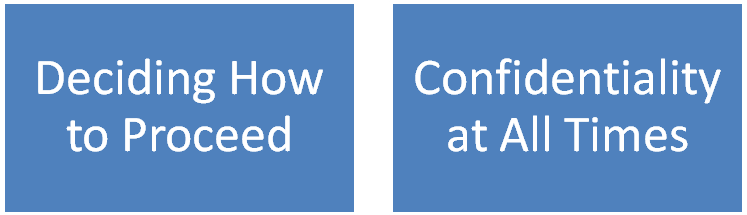 Deciding How
to Proceed
Confidentiality
at All Times